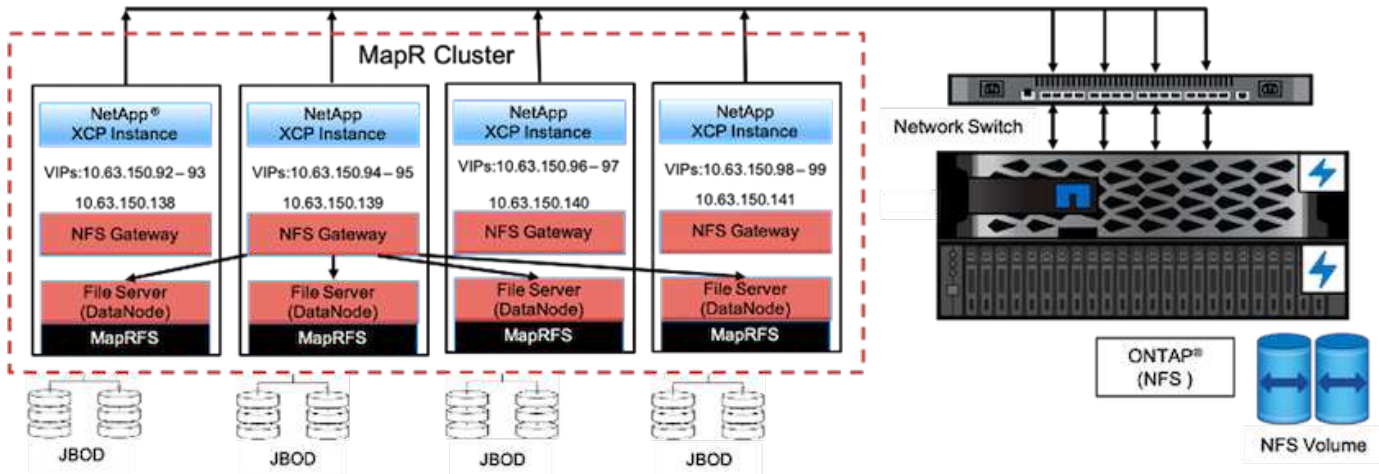 MapR Cluster
NetApp®
XCP Instance
VIPs:10.63.150.92–93
10.63.150.138
NFS Gateway
File Server
(DataNode)
MapRFS
JBOD
NetApp
XCP Instance
VIPs:10.63.150.94–95
10.63.150.139
NFS Gateway
File Server
(DataNode)
MapRFS
JBOD
NetApp
XCP Instance
VIPs:10.63.150.96–97
10.63.150.140
NFS Gateway
File Server
(DataNode)
MapRFS
JBOD
NetApp
XCP Instance
VIPs:10.63.150.98–99
10.63.150.141
NFS Gateway
File Server
(DataNode)
MapRFS
JBOD
Network Switch
ONTAP®
(NFS )
NFS Volume